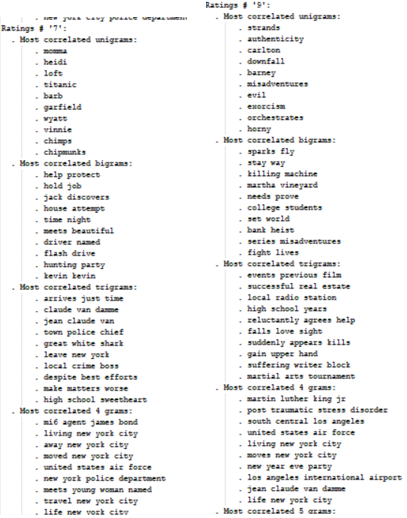 . new york city police department
Ratings # '7':
. Most correlated unigrams:
. momma
. heidi
. loft
. titanic
. barb
. garfield
. wyatt
. vinnie
. chimps
. chipmunks
. Most correlated bigrams:
. help protect
. hold job
. jack discovers
. house attempt
. time night
. meets beautiful
. driver named
. flash drive
. hunting party
. kevin kevin
. Most correlated trigrams:
. arrives just time
. claude van damme
. jean claude van
. town police chief
. great white shark
. leave new york
. local crime boss
. despite best efforts
. make matters worse
. high school sweetheart
. Most correlated 4 grams:
. mi6 agent james bond
. living new york city
. away new york city
. moved new york city
. united states air force
. new york police department
. meets young woman named
. travel new york city
. life new york city
Ratings # '9':
. Most correlated unigrams:
. strands
. authenticity
. carlton
. downfall
. barney
. misadventures
. evil
. exorcism
. orchestrates
. horny
. Most correlated bigrams:
. sparks fly
. stay way
. killing machine
. martha vineyard
. needs prove
. college students
. set world
. bank heist
. series misadventures
. fight lives
. Most correlated trigrams:
. events previous film
. successful real estate
. local radio station
. high school years
. reluctantly agrees help
. falls love sight
. suddenly appears kills
. gain upper hand
. suffering writer block
. martial arts tournament
. Most correlated 4 grams:
. martin luther king jr
. post traumatic stress disorder
. south central los angeles
. united states air force
. living new york city
. moves new york city
. new year eve party
. los angeles international airport
. jean claude van damme
. life new york city
. Most correlated 5 grams: